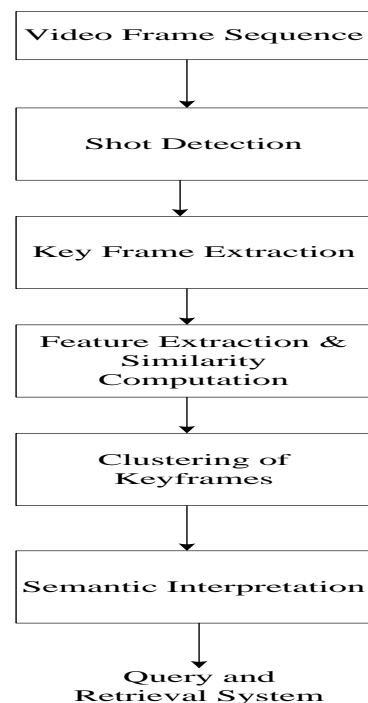 Video Frame Sequence
Shot Detection
Key Frame Extraction
Feature Extraction &
Similarity
Computation
Clustering of
Keyframes
Semantic Interpretation
Query and
Retrieval System